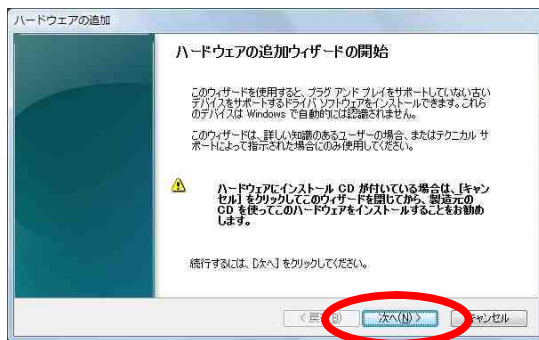 ハードウェアの追加
ハードウェアの追加ウィザードの開始
このウィザードを使用すると、プラグ アンド プレイをサポートしていない古い
デバイスをサポートするドライバ ソフトウェアをインストールできます。これら
のデバイスは Windows で自動的には認識されません。
このウィザードは、詳しい知識のあるユーザーの場合、またはテクニカル サ
ポートによって指示された場合にのみ使用してください。
ハードウェアにインストール CD が付いている場合は、[キャン
セル] をクリックしてこのウィザードを閉じてから、製造元の
CD を使ってこのハードウェアをインストールすることをお勧め
します。
続行するには、[次へ] をクリックしてください。
次へ(N) > キャンセル